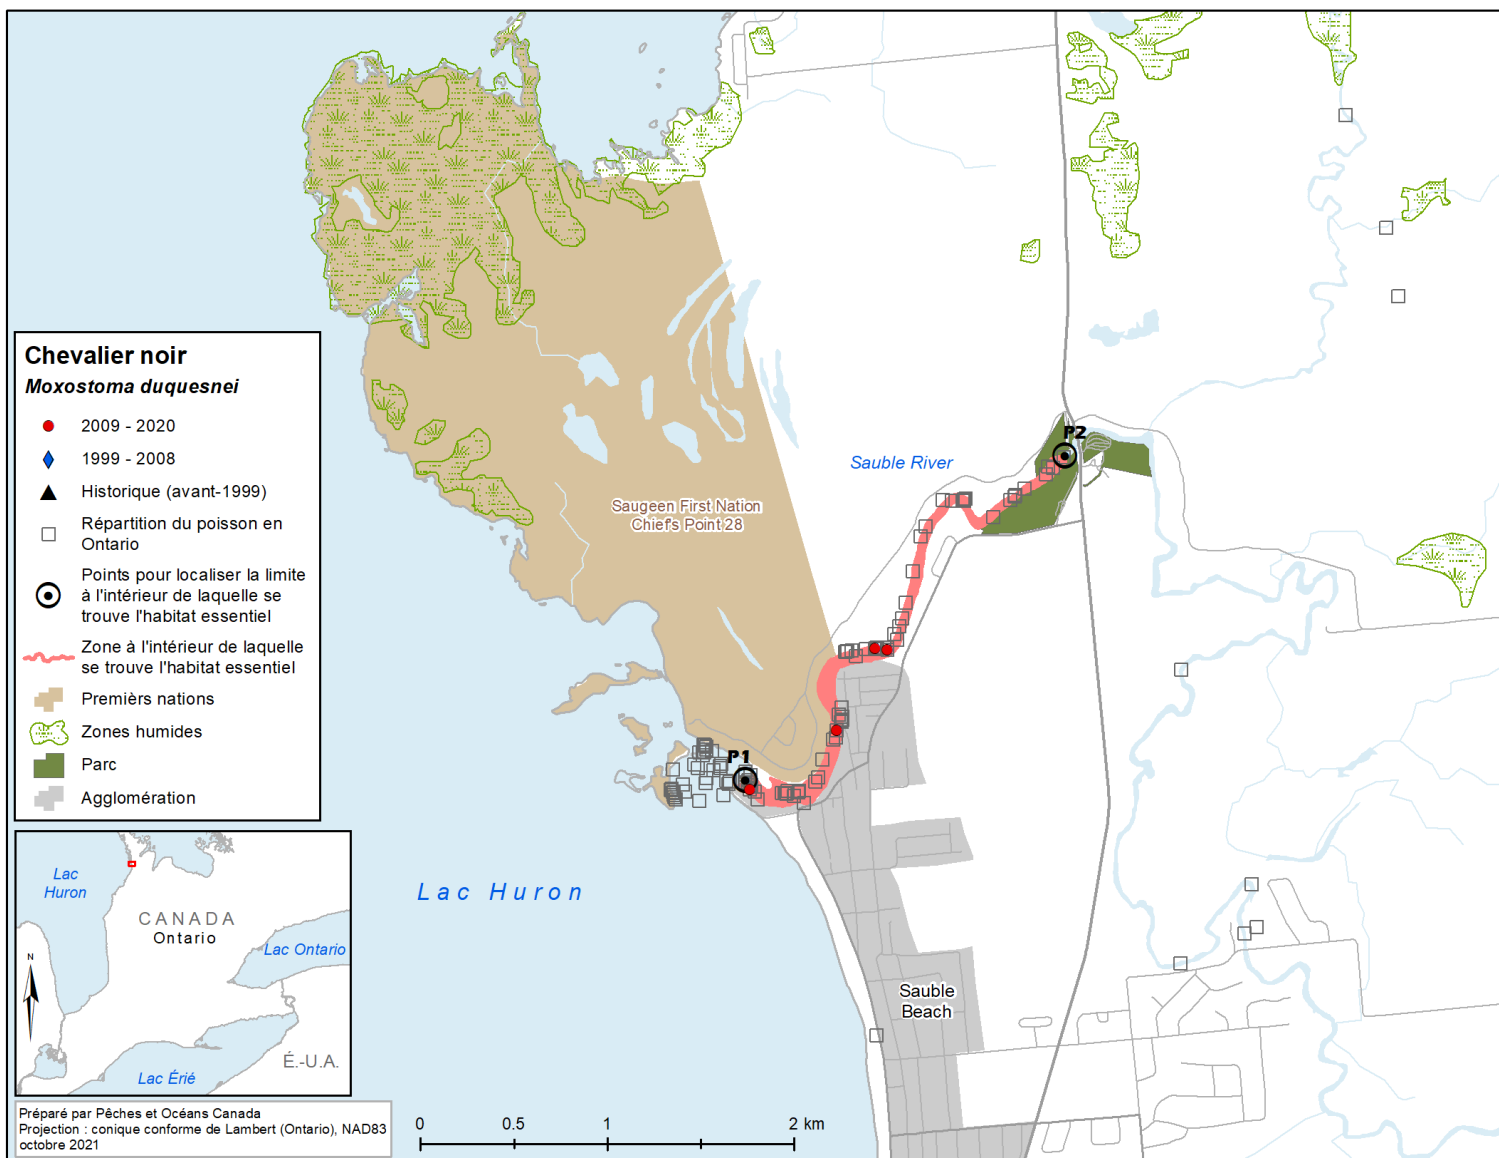 Chevalier noir
Moxostoma duquesnei
2009 - 2020
1999 - 2008
Historique (avant-1999)
Répartition du poisson en
Ontario
Points pour localiser la limite
à l'intérieur de laquelle se
trouve l'habitat essentiel
Zone à l'intérieur de laquelle
se trouve l'habitat essentiel
Premièrs nations
Zones humides
Parc
Agglomération
Lac
Huron
CANADA
Ontario
Lac Ontario
N
É.-U.A.
Lac Érié
Préparé par Pêches et Océans Canada
Projection : conique conforme de Lambert (Ontario), NAD83
octobre 2021
P2
Sauble River
Saugeen First Nation
Chief's Point 28
P1
Lac Huron
Sauble
Beach
0 0.5 1 2 km